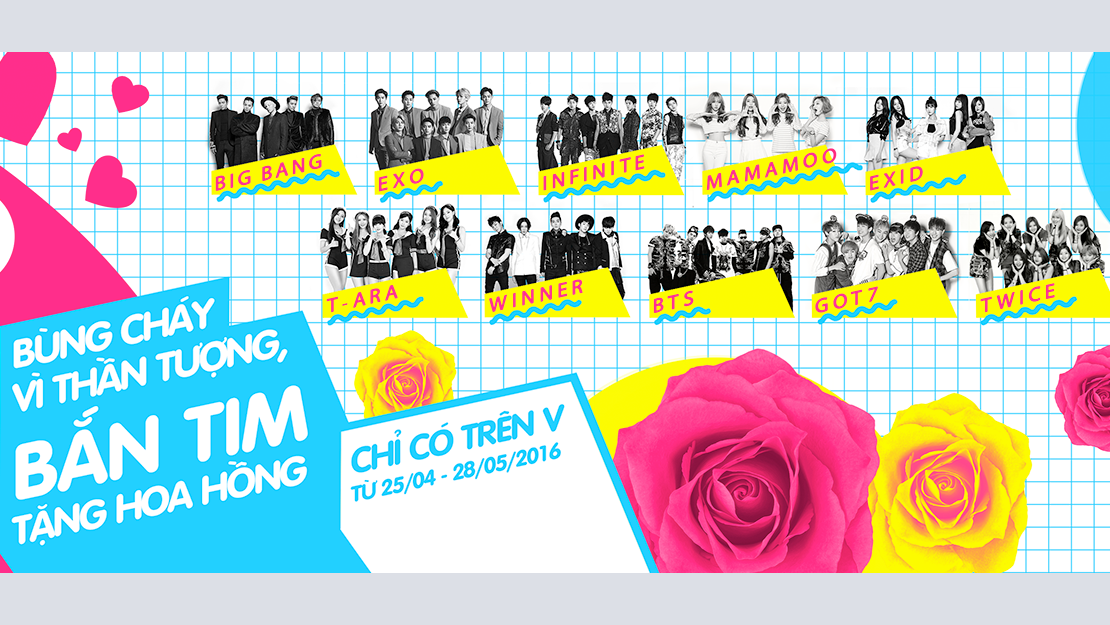 BIG BANG
EXO
INFINITE
MAMAMOO
EXID
T-ARA
WINNER
BTS
GOT7
TWICE
BÙNG CHÁY
VÌ THẦN TƯỢNG,
BẮN TIM
TẶNG HOA HỒNG
CHỈ CÓ TRÊN V
TỪ 25/04 - 28/05/2016